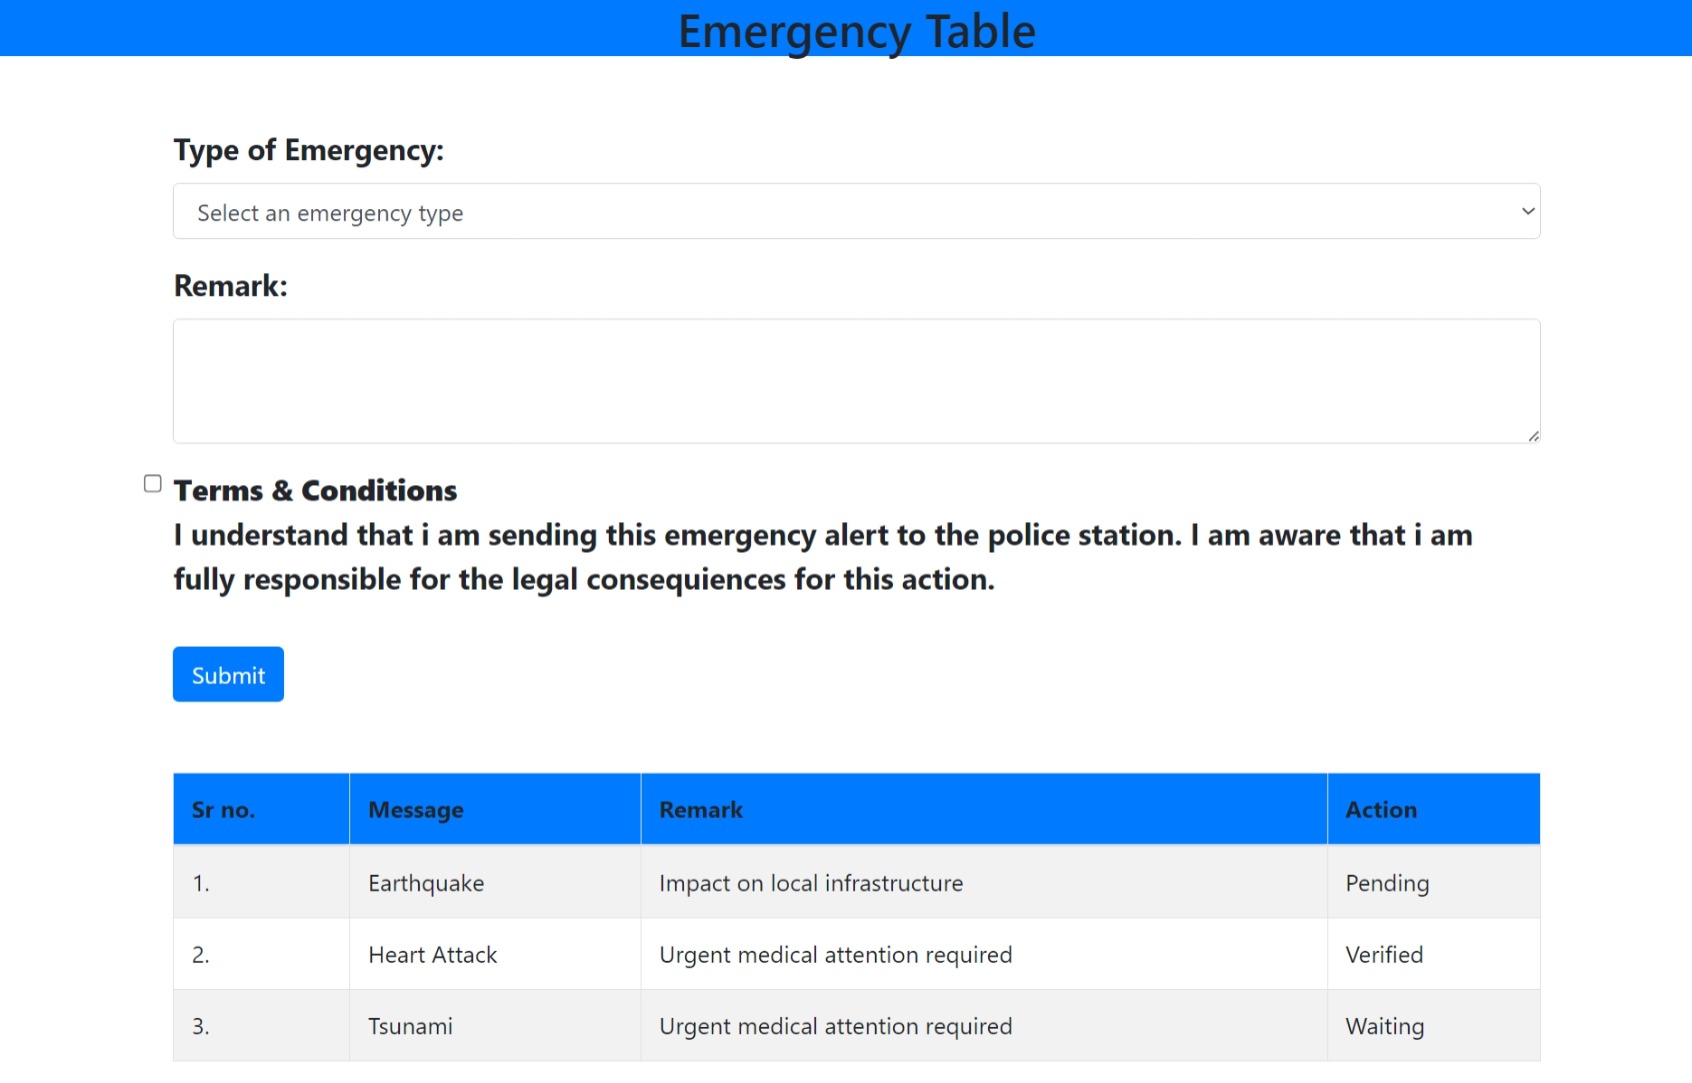 Emergency Table
Type of Emergency:
Select an emergency type
Remark:
Terms & Conditions
I understand that i am sending this emergency alert to the police station. I am aware that i am
fully responsible for the legal consequiences for this action.
Submit
Sr no. Message Remark Action
1. Earthquake Impact on local infrastructure Pending
2. Heart Attack Urgent medical attention required Verified
3. Tsunami Urgent medical attention required Waiting